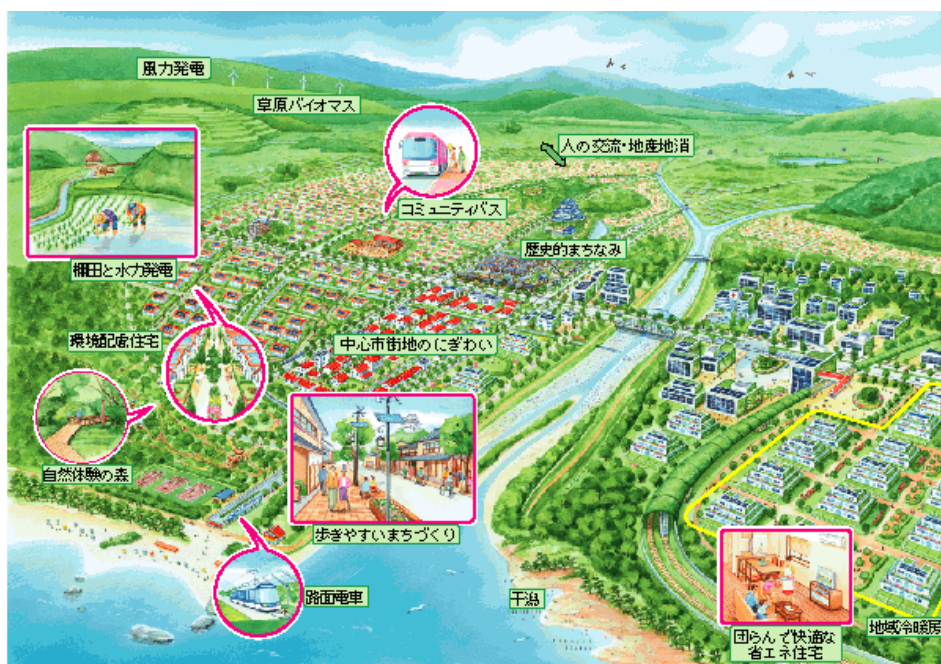 風力発電
草原バイオマス
人の交流・地産地消
コミュニティバス
歴史的まちなみ
棚田と水力発電
環境配慮住宅
中心市街地のにぎわい
自然体験の森
歩きやすいまちづくり
路面電車
干潟
団らんで快適な
省エネ住宅
地域冷暖房